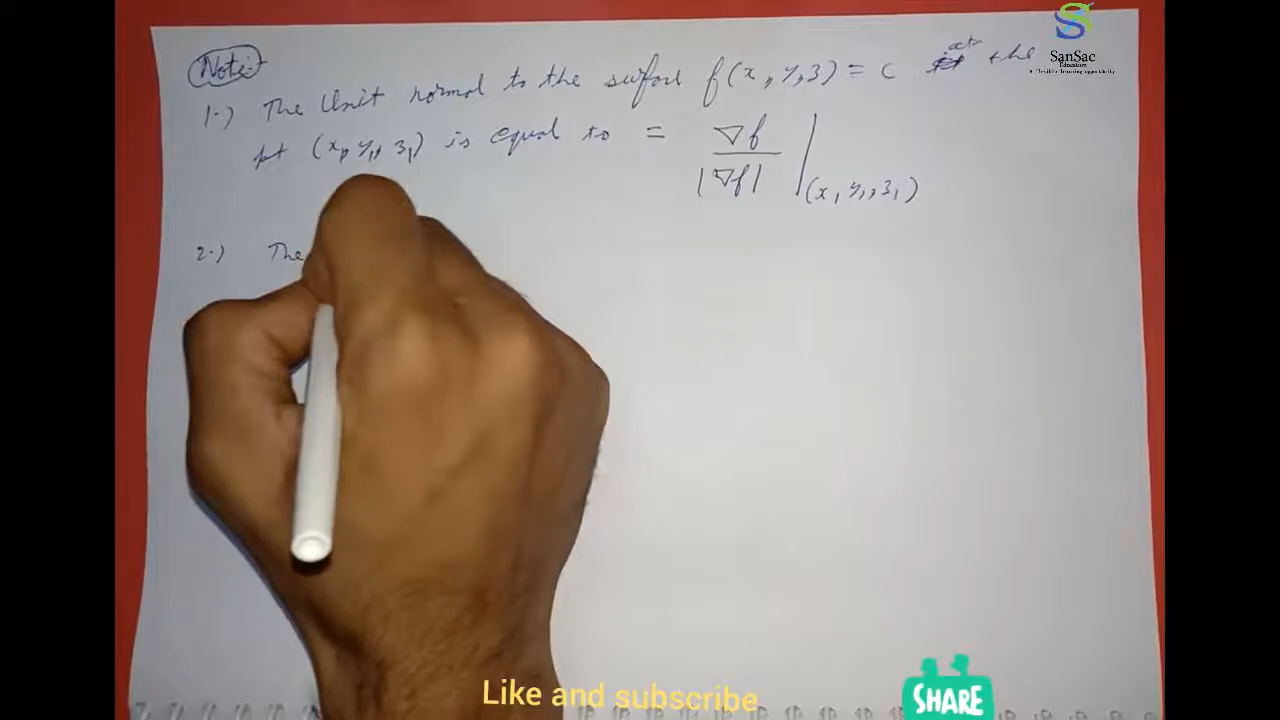 Note:-
1.) The Unit normal to the surface f(x, y, z) = c at the
pt (x₁, y₁, z₁) is equal to = ∇f / |∇f| |(x₁, y₁, z₁)
2.) The
SanSac
Education
Like and subscribe
SHARE